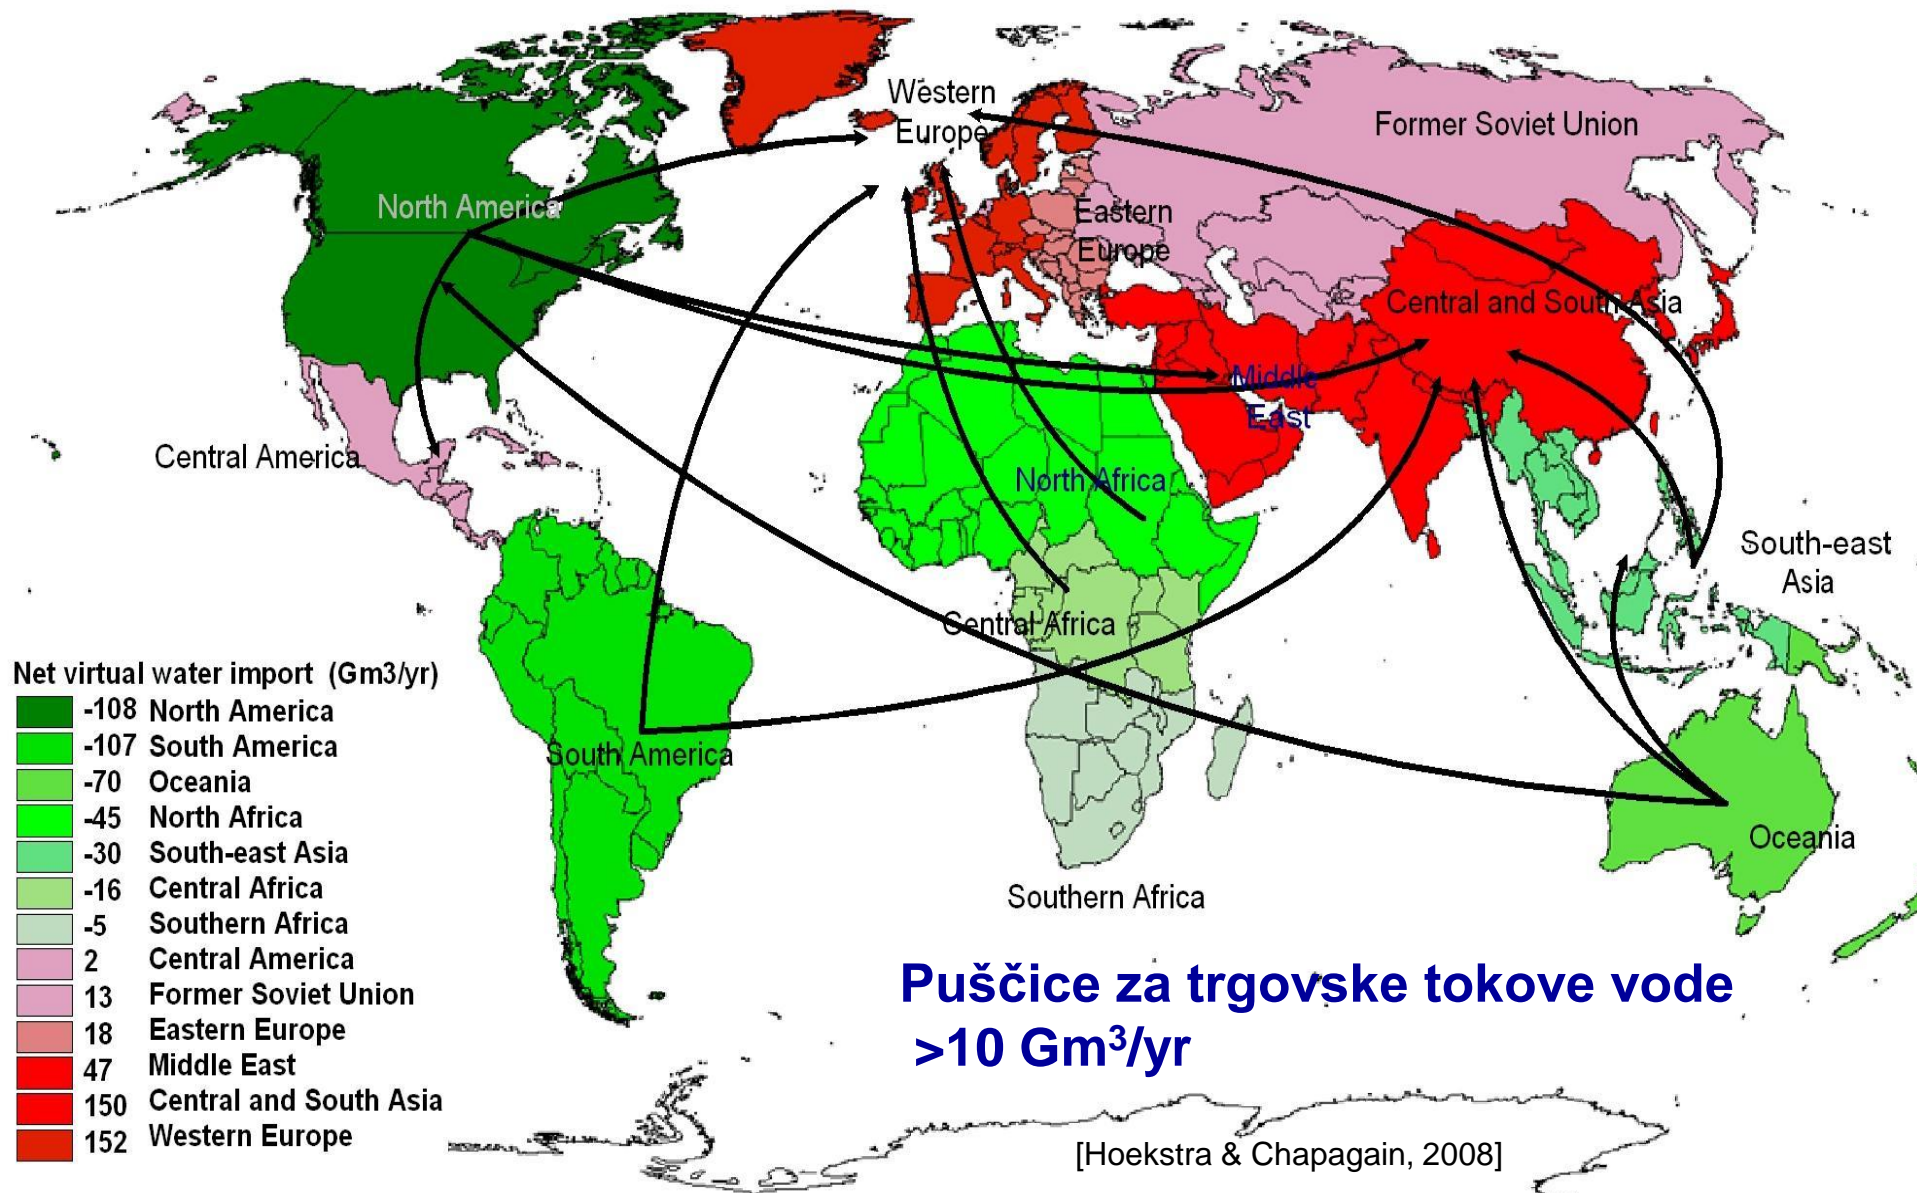 Western
Europe
Former Soviet Union
North America
Eastern
Europe
Central and South Asia
Middle
East
Central America
North Africa
South-east
Asia
Central Africa
South America
Oceania
Southern Africa
Net virtual water import (Gm3/yr)
-108 North America
-107 South America
-70 Oceania
-45 North Africa
-30 South-east Asia
-16 Central Africa
-5 Southern Africa
2 Central America
13 Former Soviet Union
18 Eastern Europe
47 Middle East
150 Central and South Asia
152 Western Europe
Puščice za trgovske tokove vode
>10 Gm³/yr
[Hoekstra & Chapagain, 2008]